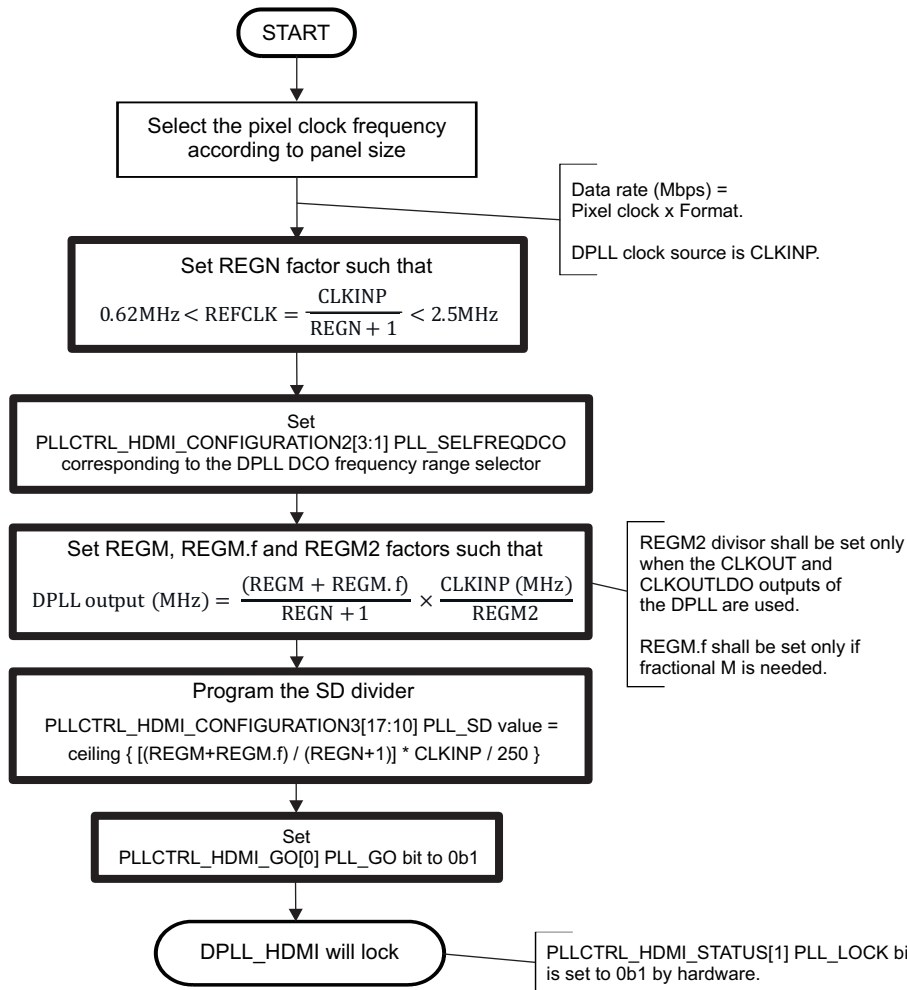 START
Select the pixel clock frequency
according to panel size
Data rate (Mbps) =
Pixel clock x Format.
DPLL clock source is CLKINP.
Set REGN factor such that
0.62MHz < REFCLK = CLKINP / REGN + 1 < 2.5MHz
Set
PLLCTRL_HDMI_CONFIGURATION2[3:1] PLL_SELFREQDCO
corresponding to the DPLL DCO frequency range selector
Set REGM, REGM.f and REGM2 factors such that
DPLL output (MHz) = (REGM + REGM. f) / REGN + 1 × CLKINP (MHz) / REGM2
REGM2 divisor shall be set only
when the CLKOUT and
CLKOUTLDO outputs of
the DPLL are used.
REGM.f shall be set only if
fractional M is needed.
Program the SD divider
PLLCTRL_HDMI_CONFIGURATION3[17:10] PLL_SD value =
ceiling { [(REGM+REGM.f) / (REGN+1)] * CLKINP / 250 }
Set
PLLCTRL_HDMI_GO[0] PLL_GO bit to 0b1
DPLL_HDMI will lock
PLLCTRL_HDMI_STATUS[1] PLL_LOCK bi
is set to 0b1 by hardware.